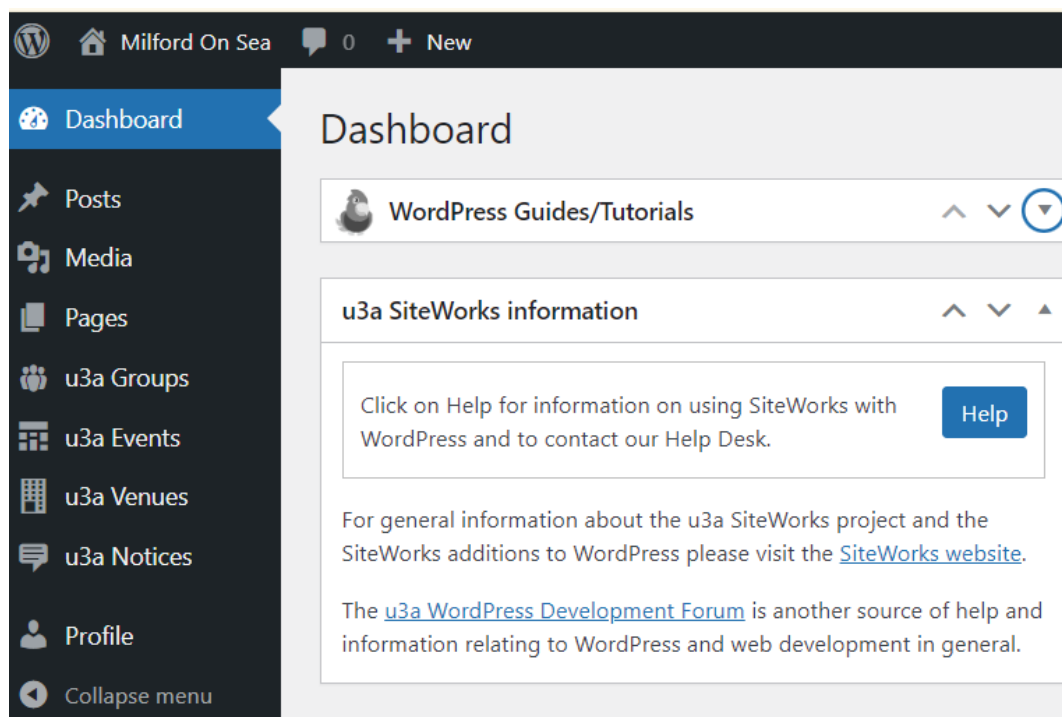 Milford On Sea 0 New
Dashboard
Posts
Media
Pages
u3a Groups
u3a Events
u3a Venues
u3a Notices
Profile
Collapse menu
Dashboard
WordPress Guides/Tutorials
u3a SiteWorks information
Click on Help for information on using SiteWorks with
WordPress and to contact our Help Desk.
Help
For general information about the u3a SiteWorks project and the
SiteWorks additions to WordPress please visit the SiteWorks website.
The u3a WordPress Development Forum is another source of help and
information relating to WordPress and web development in general.